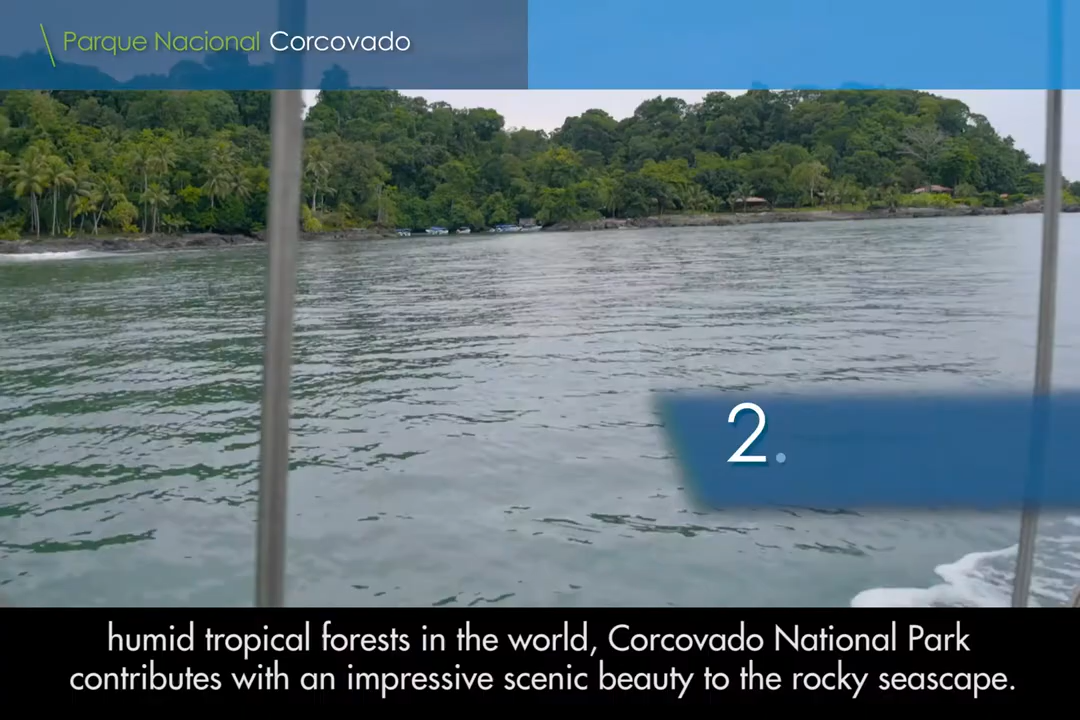 Parque Nacional Corcovado
2.
humid tropical forests in the world, Corcovado National Park
contributes with an impressive scenic beauty to the rocky seascape.